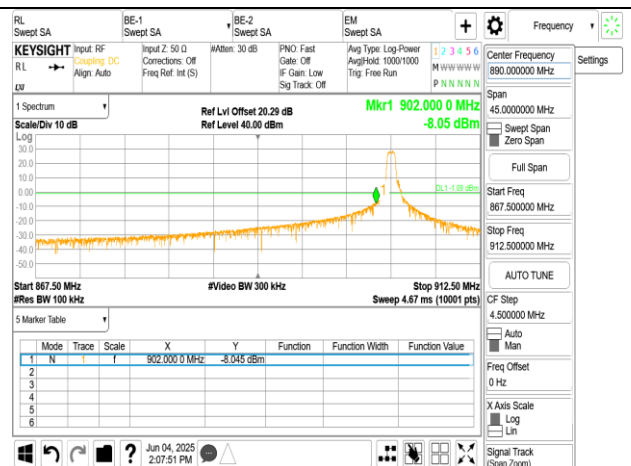 RL
Swept SA
BE-1
Swept SA
BE-2
Swept SA
EM
Swept SA
+
Frequency
Settings
KEYSIGHT
RL
Input: RF
Coupling: DC
Align: Auto
Input Z: 50 Ω
Corrections: Off
Freq Ref: Int (S)
#Atten: 30 dB
PNO: Fast
Gate: Off
IF Gain: Low
Sig Track: Off
Avg Type: Log-Power
Avg|Hold: 1000/1000
Trig: Free Run
1 2 3 4 5 6
M W W W W W
P N N N N N
1 Spectrum
Scale/Div 10 dB
Ref Lvl Offset 20.29 dB
Ref Level 40.00 dBm
Mkr1 902.000 0 MHz
-8.05 dBm
Log
30.0
20.0
10.0
0.00
-10.0
-20.0
-30.0
-40.0
-50.0
DL1 -1.09 dBm
Start 867.50 MHz
#Res BW 100 kHz
#Video BW 300 kHz
Stop 912.50 MHz
Sweep 4.67 ms (10001 pts)
5 Marker Table
Mode Trace Scale X Y Function Function Width Function Value
1 N 1 f 902.000 0 MHz -8.045 dBm
2
3
4
5
6
Center Frequency
890.000000 MHz
Span
45.0000000 MHz
Swept Span
Zero Span
Full Span
Start Freq
867.500000 MHz
Stop Freq
912.500000 MHz
AUTO TUNE
CF Step
4.500000 MHz
Auto
Man
Freq Offset
0 Hz
X Axis Scale
Log
Lin
Signal Track
(Span Zoom)
?
Jun 04, 2025
2:07:51 PM